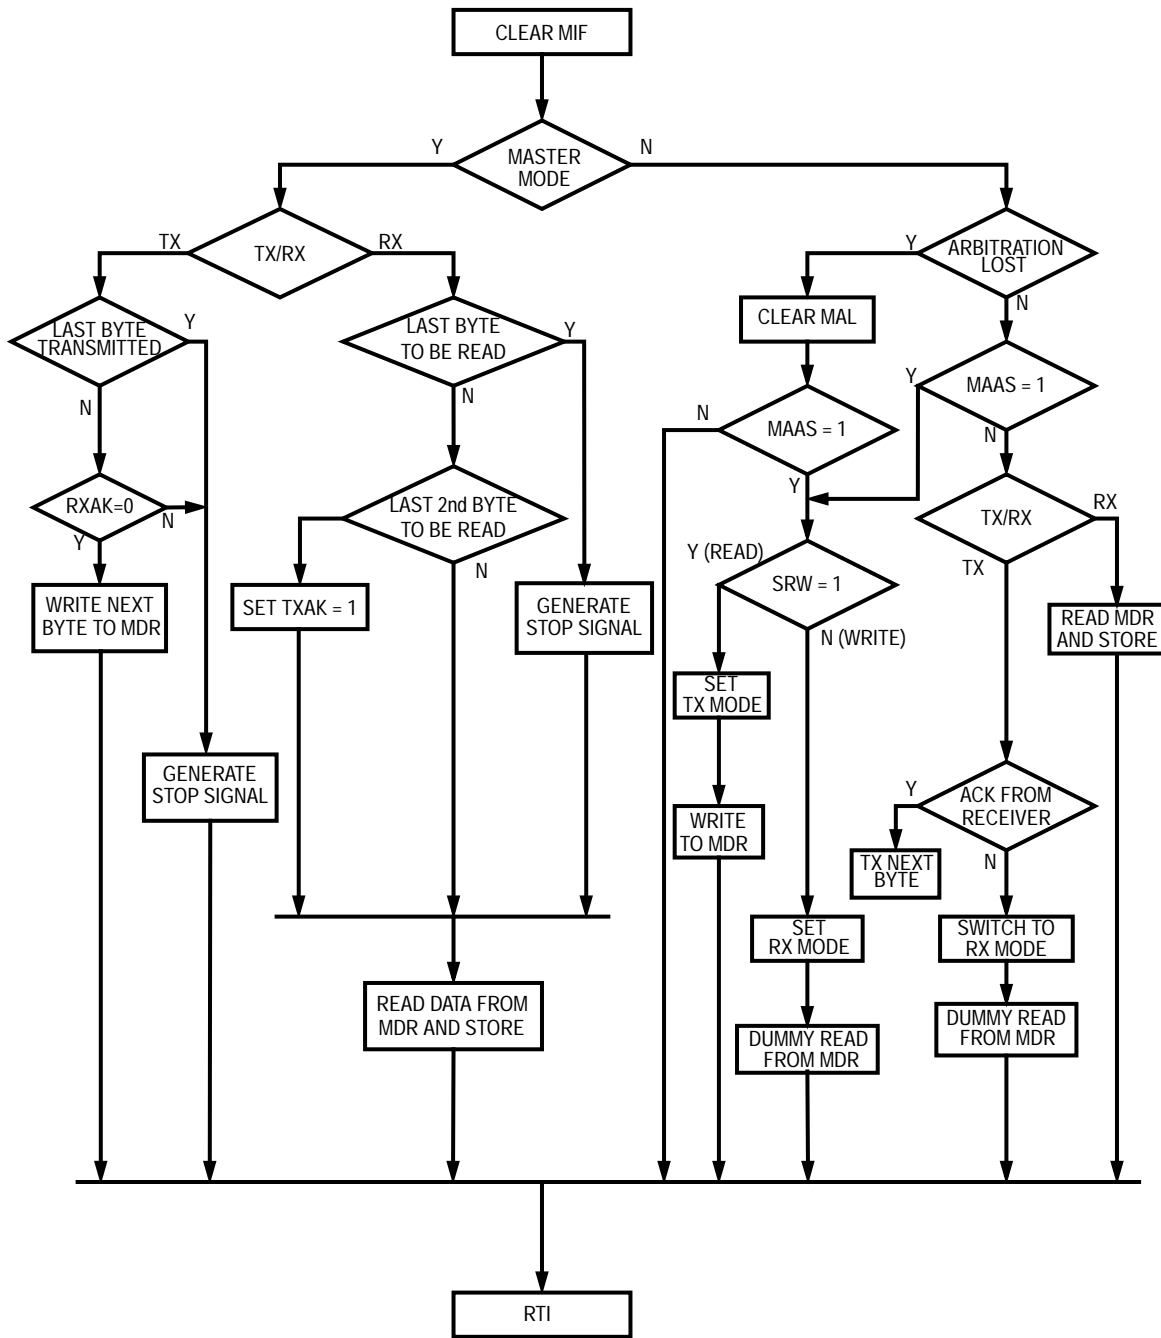 CLEAR MIF
Y
MASTER
MODE
N
TX
TX/RX
RX
Y
ARBITRATION
LOST
N
LAST BYTE
TRANSMITTED
Y
N
LAST BYTE
TO BE READ
Y
N
CLEAR MAL
Y
MAAS = 1
N
N
MAAS = 1
Y
RXAK=0
N
Y
LAST 2nd BYTE
TO BE READ
N
TX/RX
RX
TX
Y (READ)
SRW = 1
N (WRITE)
WRITE NEXT
BYTE TO MDR
SET TXAK = 1
GENERATE
STOP SIGNAL
READ MDR
AND STORE
SET
TX MODE
GENERATE
STOP SIGNAL
WRITE
TO MDR
Y
ACK FROM
RECEIVER
N
TX NEXT
BYTE
SET
RX MODE
SWITCH TO
RX MODE
READ DATA FROM
MDR AND STORE
DUMMY READ
FROM MDR
DUMMY READ
FROM MDR
RTI